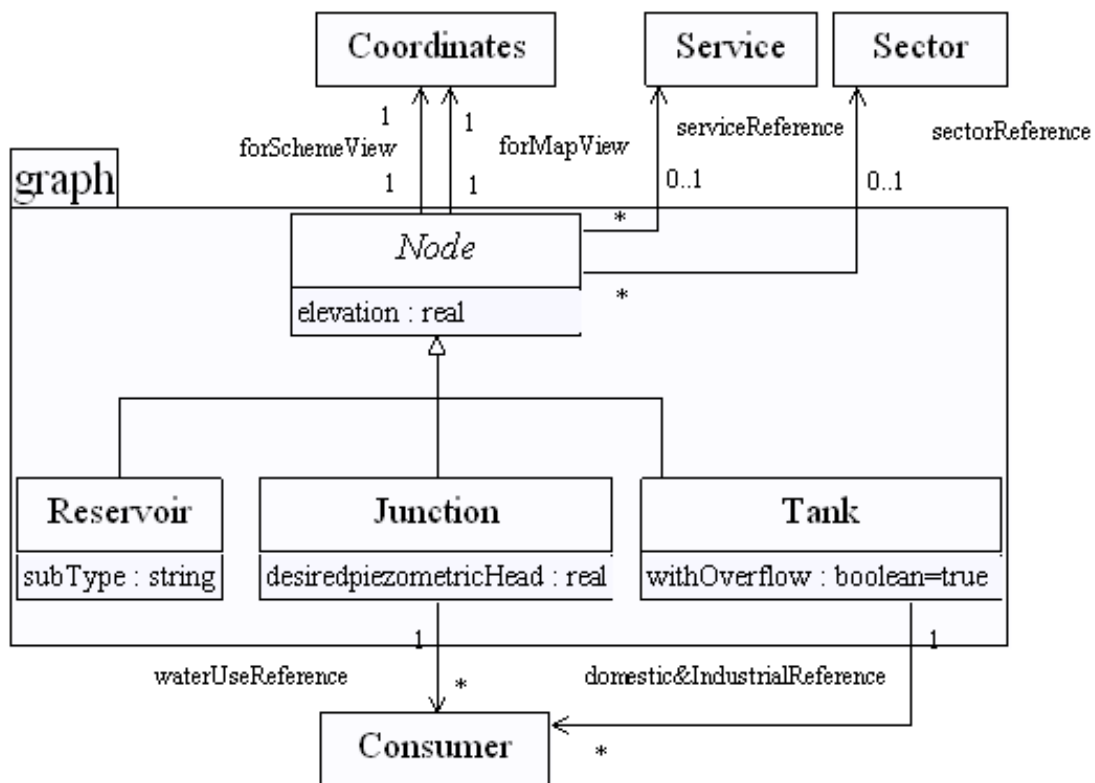 Coordinates
Service
Sector
1
1
serviceReference
sectorReference
forSchemeView
forMapView
1
1
0..1
0..1
graph
*
Node
*
elevation : real
Reservoir
Junction
Tank
subType : string
desiredpiezometricHead : real
withOverflow : boolean=true
1
1
waterUseReference
*
domestic&IndustrialReference
Consumer
*